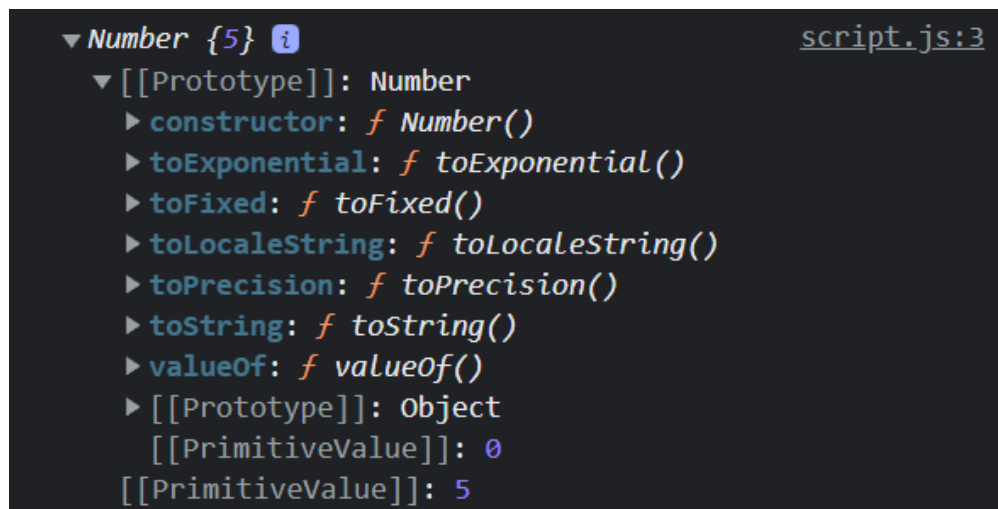 ▼Number {5} i script.js:3
▼[[Prototype]]: Number
▶constructor: ƒ Number()
▶toExponential: ƒ toExponential()
▶toFixed: ƒ toFixed()
▶toLocaleString: ƒ toLocaleString()
▶toPrecision: ƒ toPrecision()
▶toString: ƒ toString()
▶valueOf: ƒ valueOf()
▶[[Prototype]]: Object
[[PrimitiveValue]]: 0
[[PrimitiveValue]]: 5